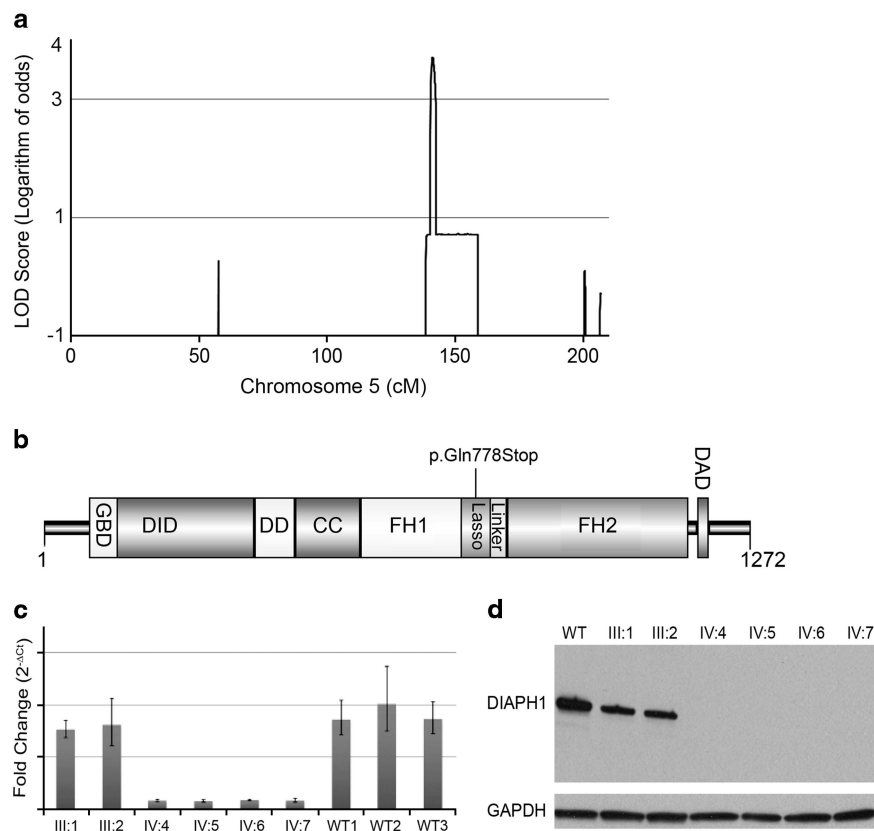 a
4
3
1
-1
LOD Score (Logarithm of odds)
0 50 100 150 200
Chromosome 5 (cM)
b
p.Gln778Stop
GBD DID DD CC FH1 Lasso Linker FH2 DAD
1 1272
c
Fold Change (2-ΔCt)
III:1 III:2 IV:4 IV:5 IV:6 IV:7 WT1 WT2 WT3
d
WT III:1 III:2 IV:4 IV:5 IV:6 IV:7
DIAPH1
GAPDH